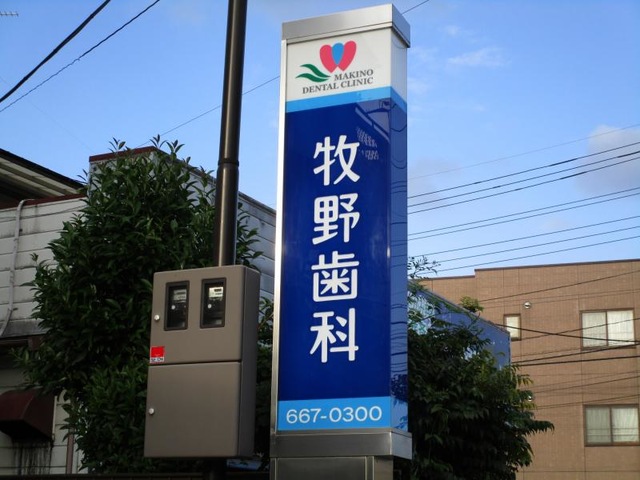 MAKINO
DENTAL CLINIC
牧野歯科
667-0300